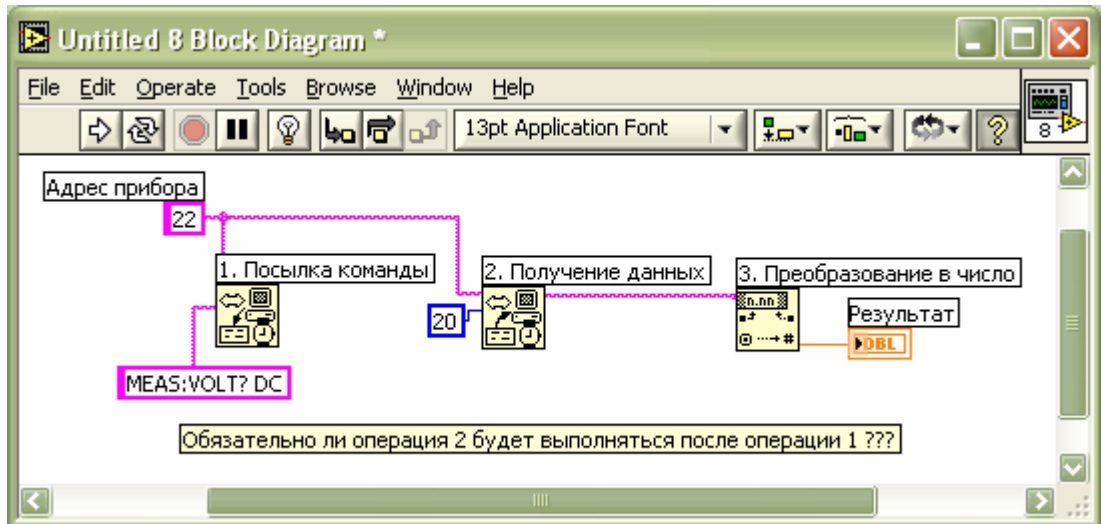 Untitled 8 Block Diagram *
File Edit Operate Tools Browse Window Help
13pt Application Font
8
Адрес прибора
22
1. Посылка команды
2. Получение данных
3. Преобразование в число
n.nn
20
Результат
DBL
MEAS:VOLT? DC
Обязательно ли операция 2 будет выполняться после операции 1 ???